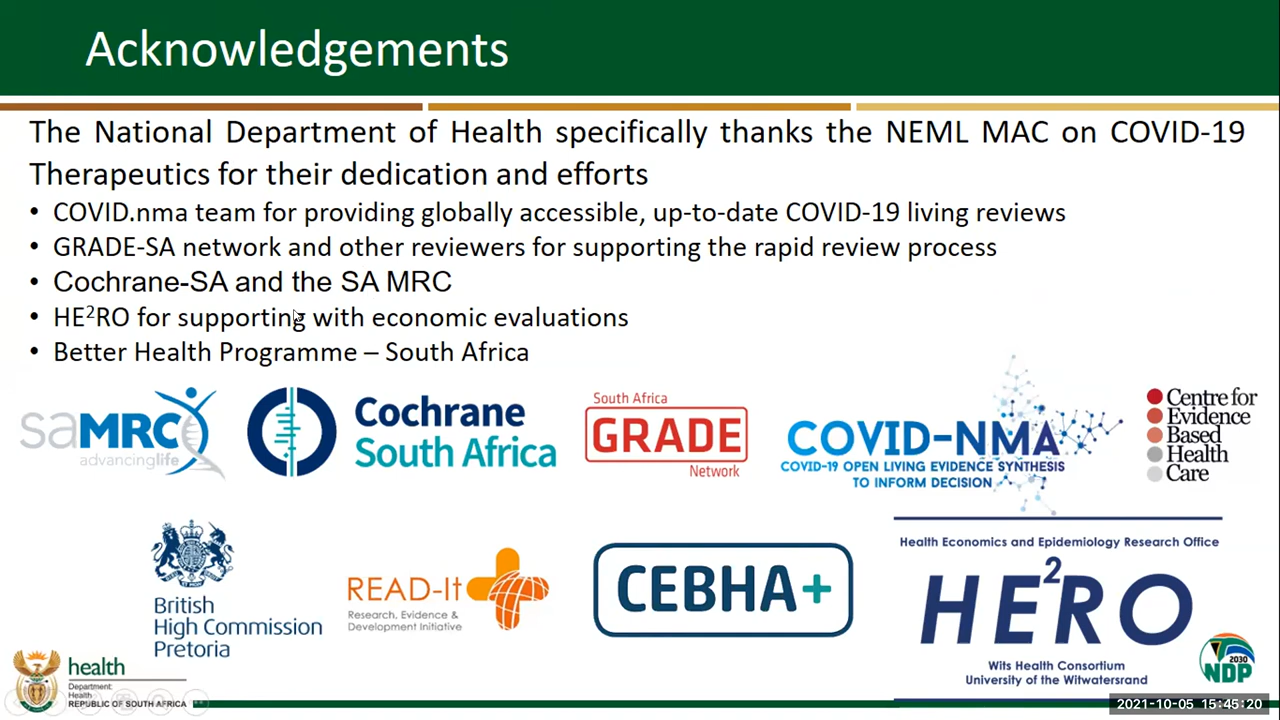 Acknowledgements
The National Department of Health specifically thanks the NEML MAC on COVID-19
Therapeutics for their dedication and efforts
• COVID.nma team for providing globally accessible, up-to-date COVID-19 living reviews
• GRADE-SA network and other reviewers for supporting the rapid review process
• Cochrane-SA and the SA MRC
• HE²RO for supporting with economic evaluations
• Better Health Programme – South Africa
saMRC
advancinglife
Cochrane
South Africa
South Africa
GRADE
Network
COVID-NMA
COVID-19 OPEN LIVING EVIDENCE SYNTHESIS
TO INFORM DECISION
Centre for
Evidence
Based
Health
Care
British
High Commission
Pretoria
READ-It
Research, Evidence &
Development Initiative
CEBHA+
Health Economics and Epidemiology Research Office
HE²RO
Wits Health Consortium
University of the Witwatersrand
health
Department:
Health
REPUBLIC OF SOUTH AFRICA
2030
NDP
2021-10-05 15:45:20